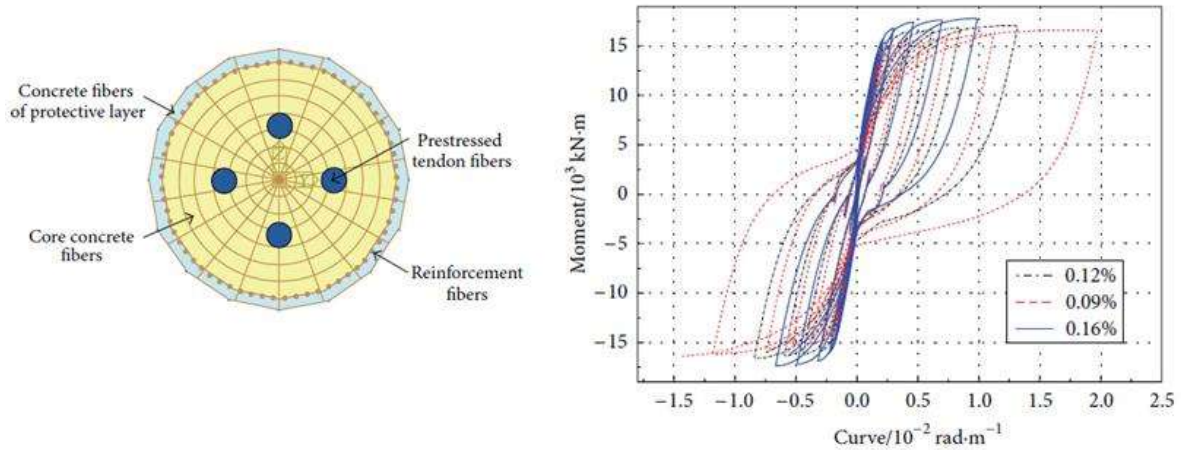 Concrete fibers
of protective layer
Prestressed
tendon fibers
Core concrete
fibers
Reinforcement
fibers
Moment/10³ kN·m
15
10
5
0
−5
−10
−15
0.12%
0.09%
0.16%
−1.5 −1.0 −0.5 0.0 0.5 1.0 1.5 2.0 2.5
Curve/10⁻² rad·m⁻¹